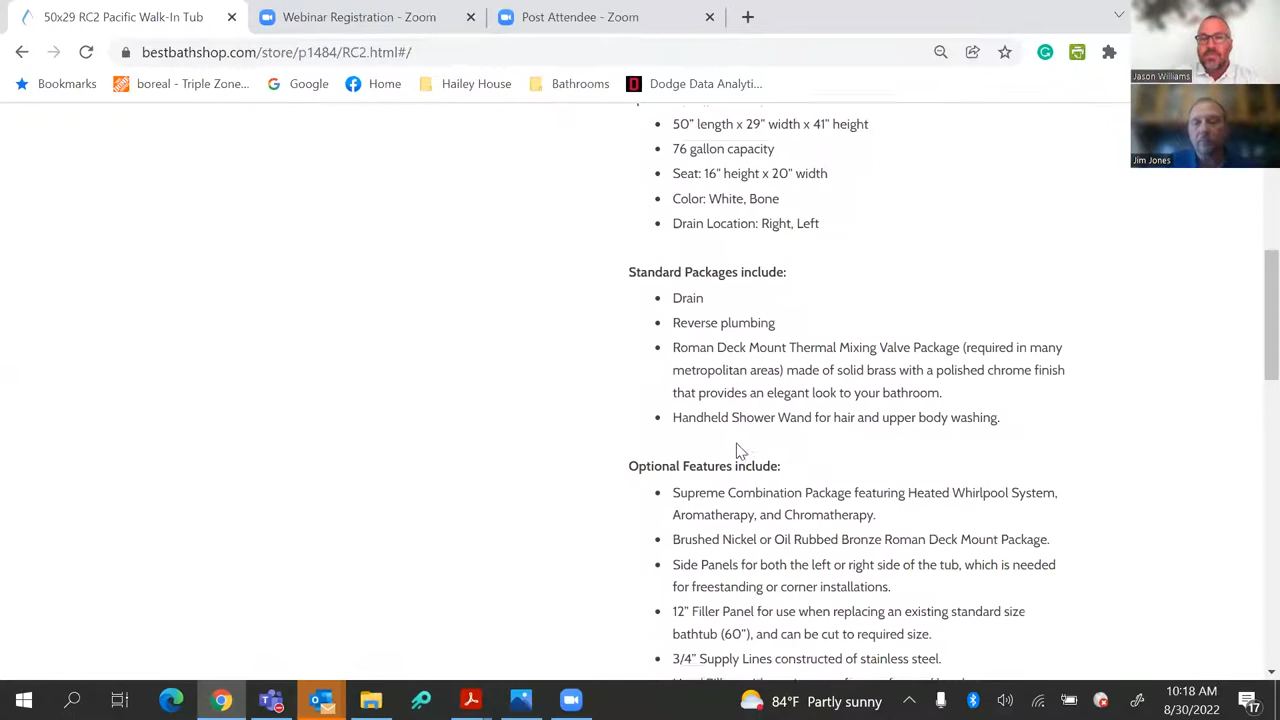 50x29 RC2 Pacific Walk-In Tub
Webinar Registration - Zoom
Post Attendee - Zoom
bestbathshop.com/store/p1484/RC2.html#/
Bookmarks
boreal - Triple Zone...
Google
Home
Hailey House
Bathrooms
Dodge Data Analyti...
Jason Williams
Jim Jones
• 50" length x 29" width x 41" height
• 76 gallon capacity
• Seat: 16" height x 20" width
• Color: White, Bone
• Drain Location: Right, Left
Standard Packages include:
• Drain
• Reverse plumbing
• Roman Deck Mount Thermal Mixing Valve Package (required in many
metropolitan areas) made of solid brass with a polished chrome finish
that provides an elegant look to your bathroom.
• Handheld Shower Wand for hair and upper body washing.
Optional Features include:
• Supreme Combination Package featuring Heated Whirlpool System,
Aromatherapy, and Chromatherapy.
• Brushed Nickel or Oil Rubbed Bronze Roman Deck Mount Package.
• Side Panels for both the left or right side of the tub, which is needed
for freestanding or corner installations.
• 12" Filler Panel for use when replacing an existing standard size
bathtub (60"), and can be cut to required size.
• 3/4" Supply Lines constructed of stainless steel.
84°F Partly sunny
10:18 AM
8/30/2022
17